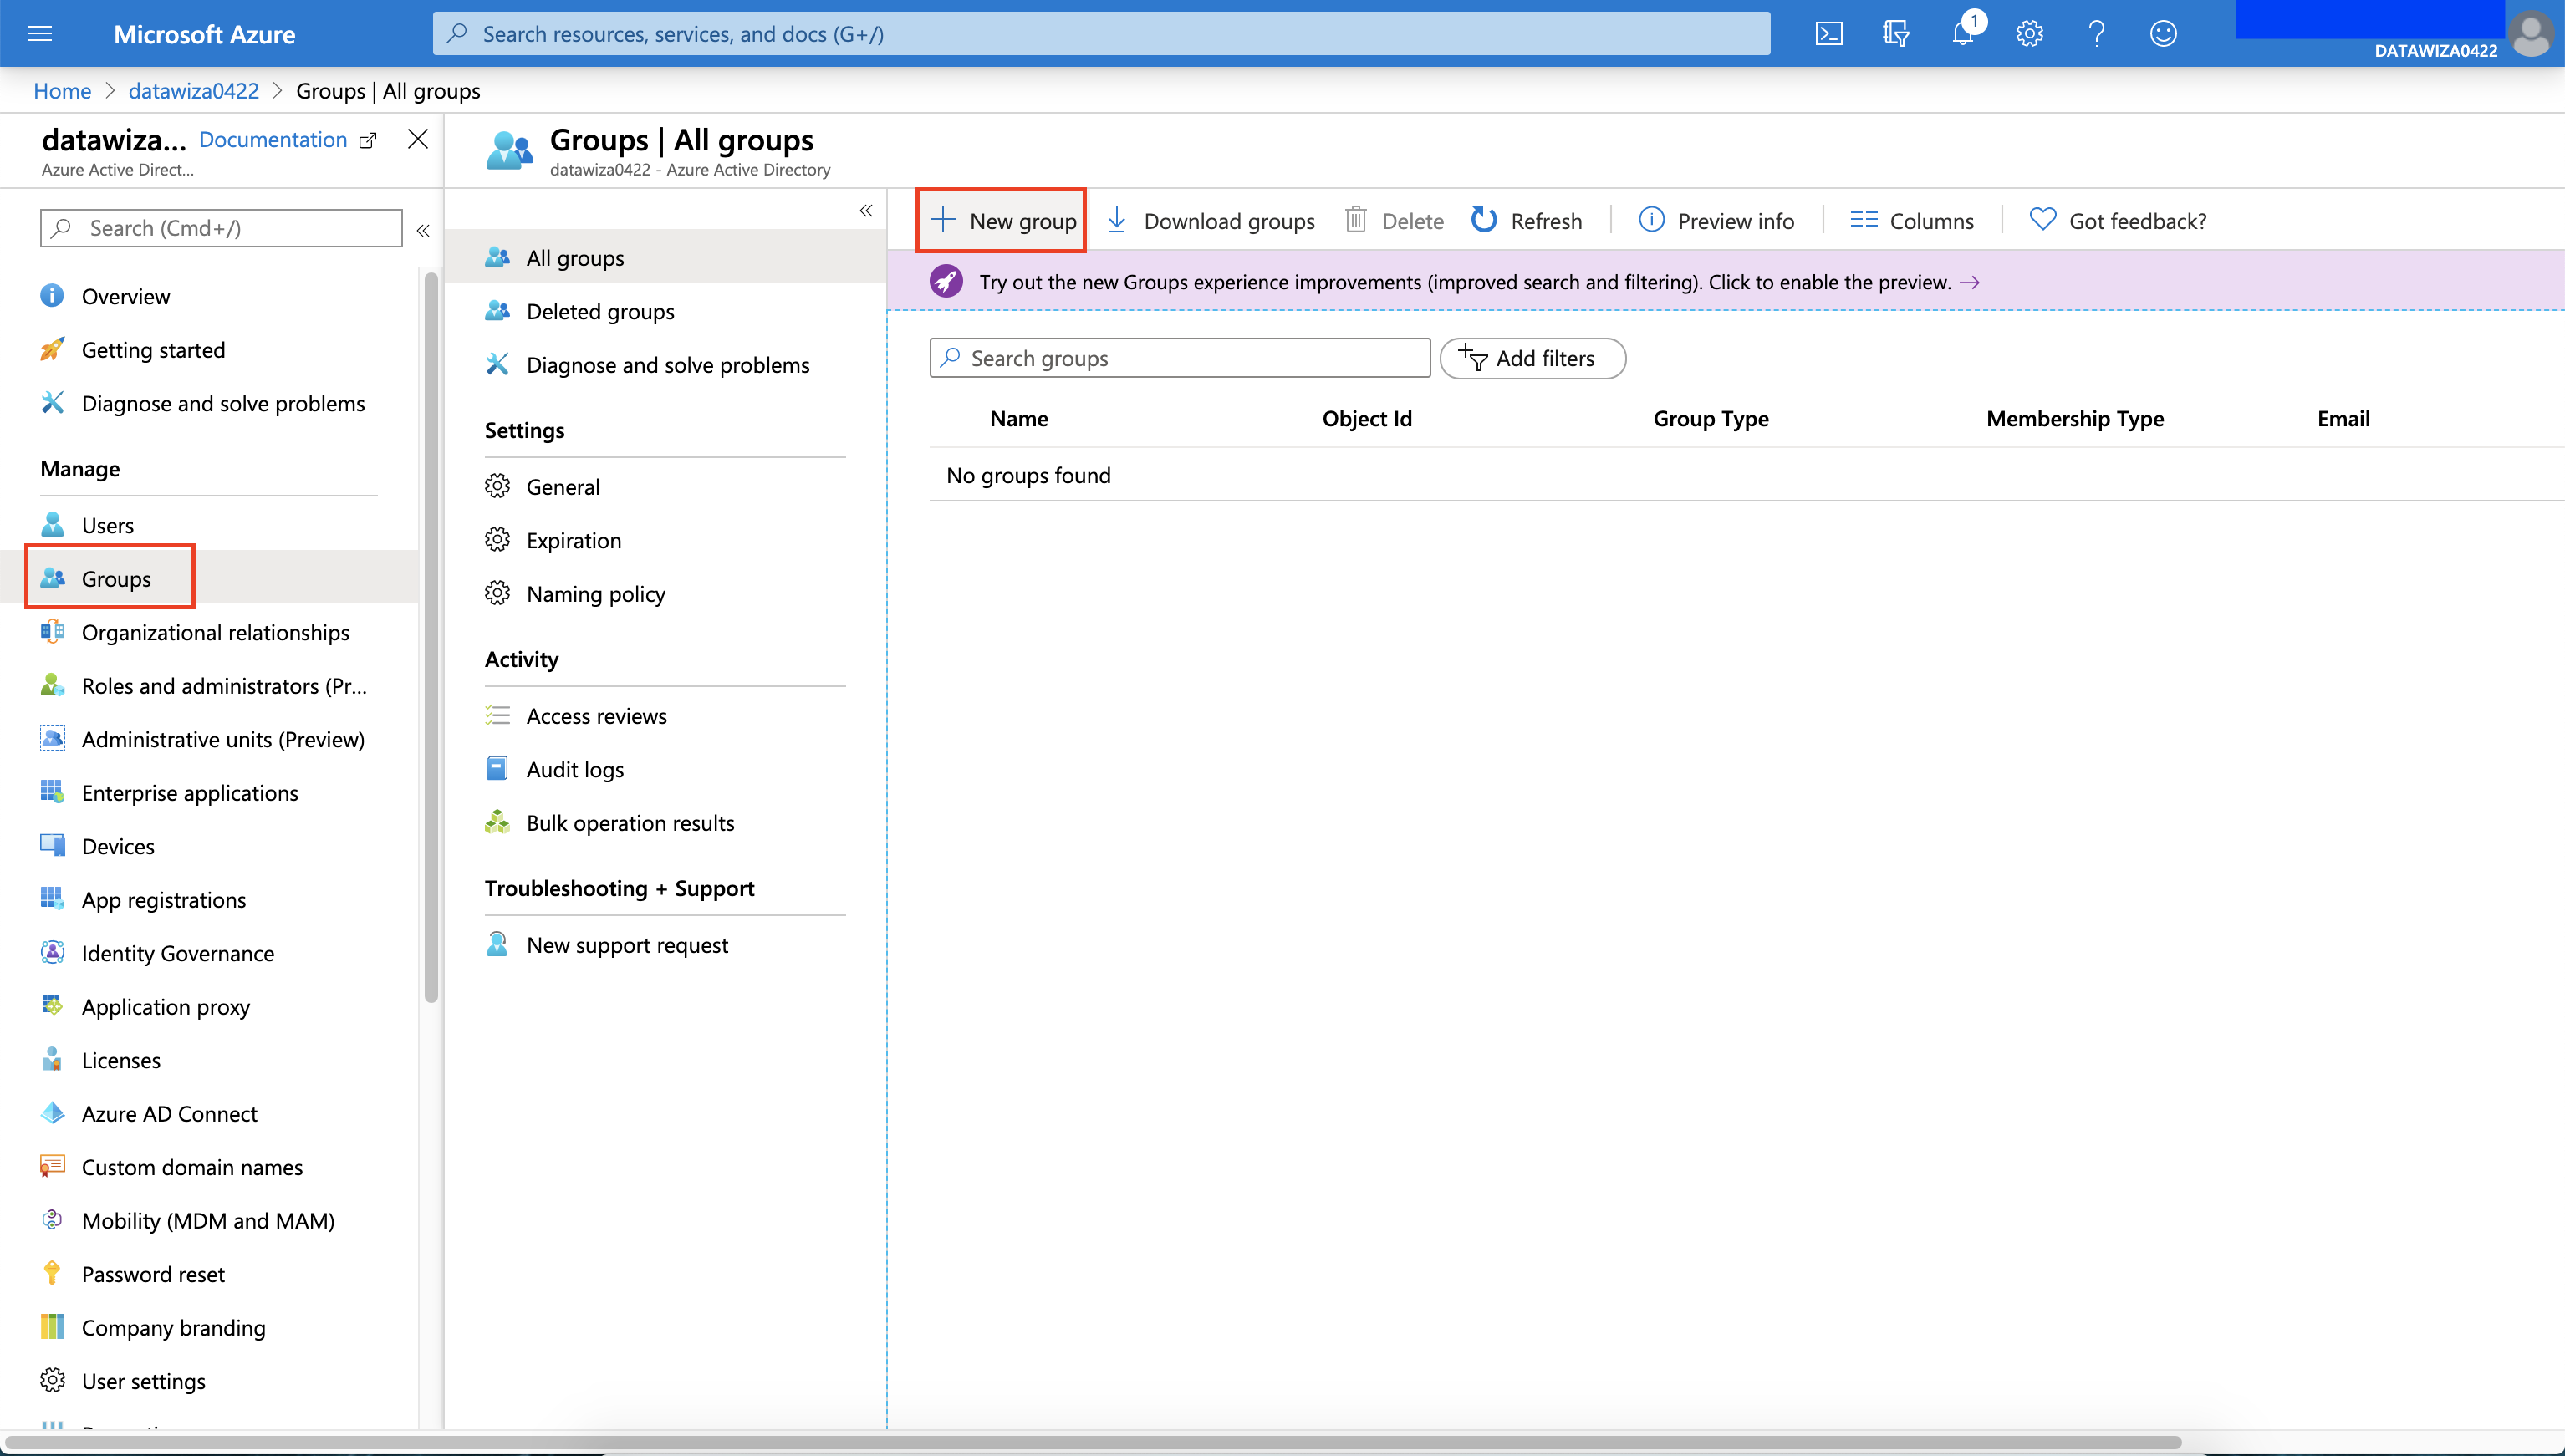 Microsoft Azure
Search resources, services, and docs (G+/)
1
DATAWIZA0422
Home > datawiza0422 > Groups | All groups
datawiza... Documentation
Azure Active Direct...
Search (Cmd+/)
Overview
Getting started
Diagnose and solve problems
Manage
Users
Groups
Organizational relationships
Roles and administrators (Pr...
Administrative units (Preview)
Enterprise applications
Devices
App registrations
Identity Governance
Application proxy
Licenses
Azure AD Connect
Custom domain names
Mobility (MDM and MAM)
Password reset
Company branding
User settings
Groups | All groups
datawiza0422 - Azure Active Directory
All groups
Deleted groups
Diagnose and solve problems
Settings
General
Expiration
Naming policy
Activity
Access reviews
Audit logs
Bulk operation results
Troubleshooting + Support
New support request
New group Download groups Delete Refresh Preview info Columns Got feedback?
Try out the new Groups experience improvements (improved search and filtering). Click to enable the preview. →
Search groups Add filters
Name Object Id Group Type Membership Type Email
No groups found